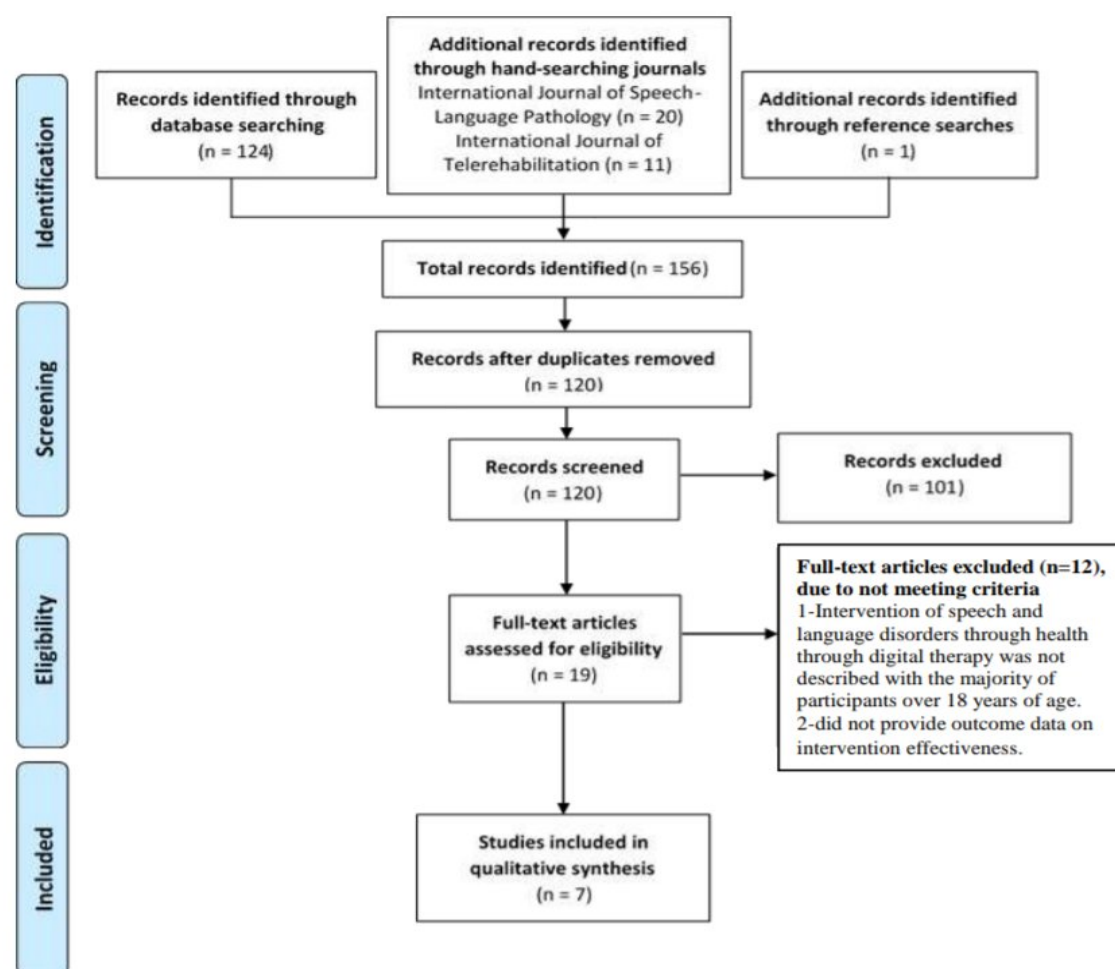 Identification
Records identified through
database searching
(n = 124)
Additional records identified
through hand-searching journals
International Journal of Speech-
Language Pathology (n = 20)
International Journal of
Telerehabilitation (n = 11)
Additional records identified
through reference searches
(n = 1)
Total records identified (n = 156)
Screening
Records after duplicates removed
(n = 120)
Records screened
(n = 120)
Records excluded
(n = 101)
Eligibility
Full-text articles
assessed for eligibility
(n = 19)
Full-text articles excluded (n=12),
due to not meeting criteria
1-Intervention of speech and
language disorders through health
through digital therapy was not
described with the majority of
participants over 18 years of age.
2-did not provide outcome data on
intervention effectiveness.
Included
Studies included in
qualitative synthesis
(n = 7)